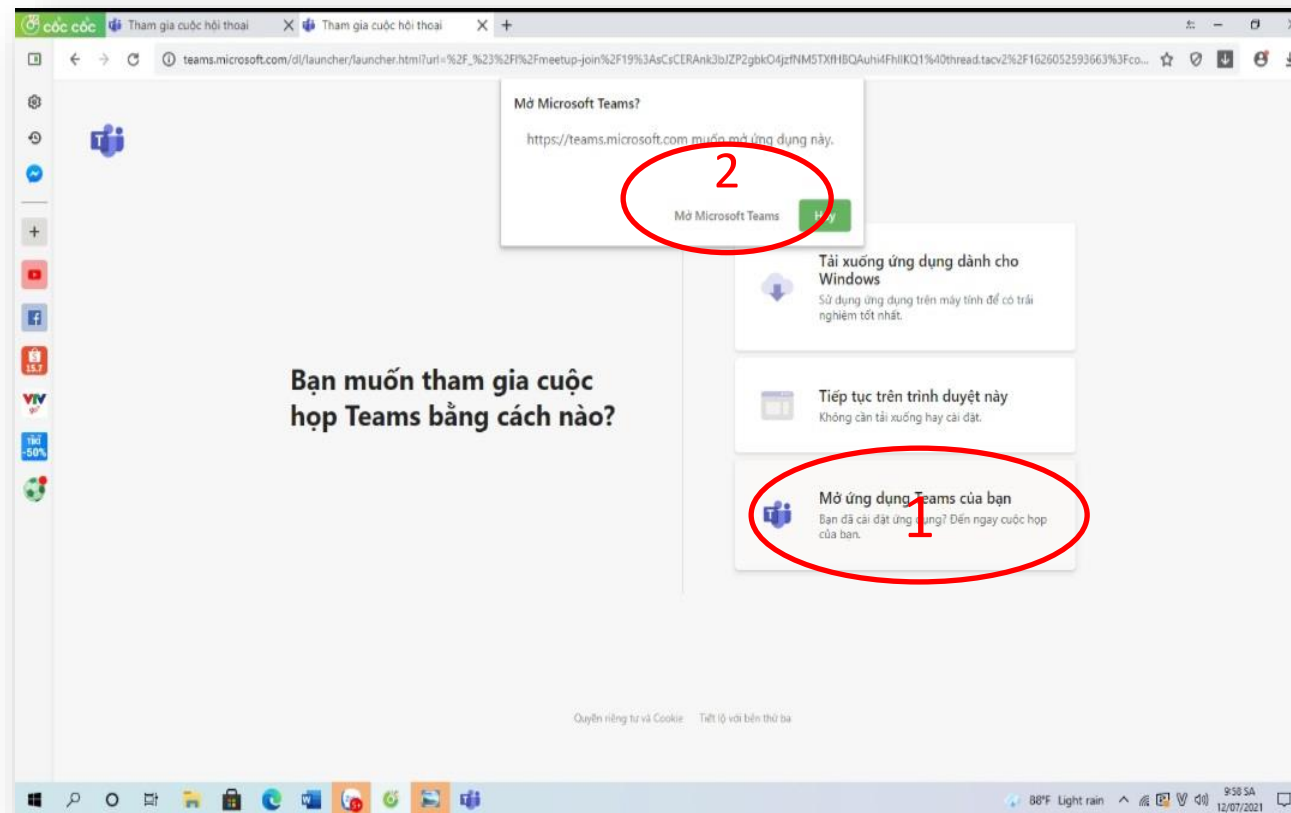 cốc cốc Tham gia cuộc hội thoại Tham gia cuộc hội thoại
teams.microsoft.com/dl/launcher/launcher.html?url=%2F_%23%2Fl%2Fmeetup-join%2F19%3AsCsCERAnk3bJZP2gbkO4jzfNM5TXfHBQAuhi4FhlIKQ1%40thread.tacv2%2F1626052593663%3Fco...
Mở Microsoft Teams?
https://teams.microsoft.com muốn mở ứng dụng này.
2
Mở Microsoft Teams Hủy
Tải xuống ứng dụng dành cho
Windows
Sử dụng ứng dụng trên máy tính để có trải
nghiệm tốt nhất.
Bạn muốn tham gia cuộc
họp Teams bằng cách nào?
Tiếp tục trên trình duyệt này
Không cần tải xuống hay cài đặt.
Mở ứng dụng Teams của bạn
1
Bạn đã cài đặt ứng dụng? Đến ngay cuộc họp
của bạn.
15.7
VTV
go
TIKI
-50%
Quyền riêng tư và Cookie Tiết lộ với bên thứ ba
88°F Light rain
9:58 SA
12/07/2021